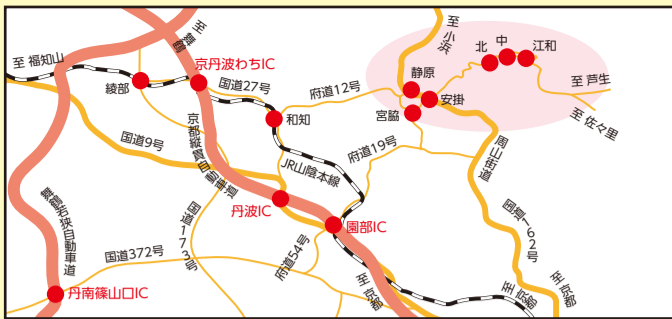 至 福知山
至 舞鶴
京丹波わちIC
綾部
国道27号
府道12号
至 小浜
北
中
江和
静原
安掛
宮脇
至 芦生
至 佐々里
和知
国道9号
京都縦貫自動車道
JR山陰本線
府道19号
周山街道
丹波IC
園部IC
国道162号
舞鶴若狭自動車道
国道173号
国道372号
府道54号
丹南篠山口IC
至 京都
至 京都
至 京都